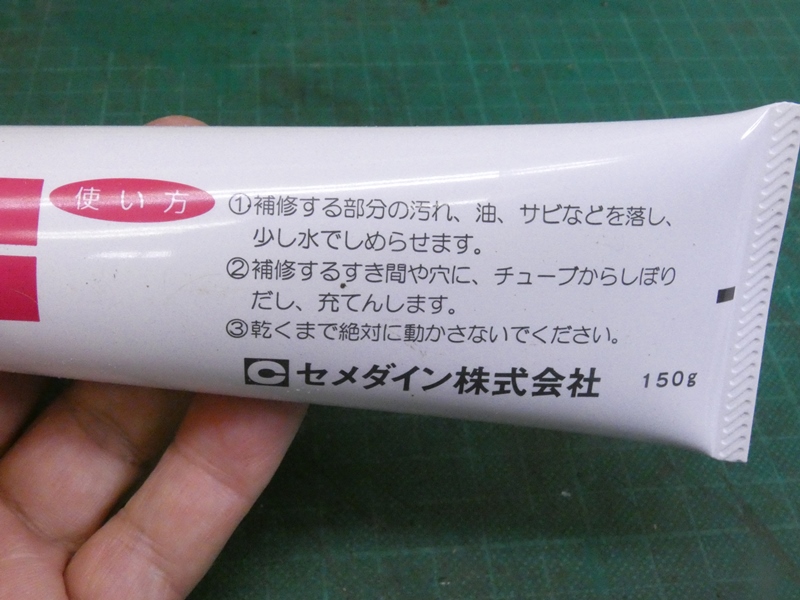 使い方
①補修する部分の汚れ、油、サビなどを落し、
少し水でしめらせます。
②補修するすき間や穴に、チューブからしぼり
だし、充てんします。
③乾くまで絶対に動かさないでください。
セメダイン株式会社 150g